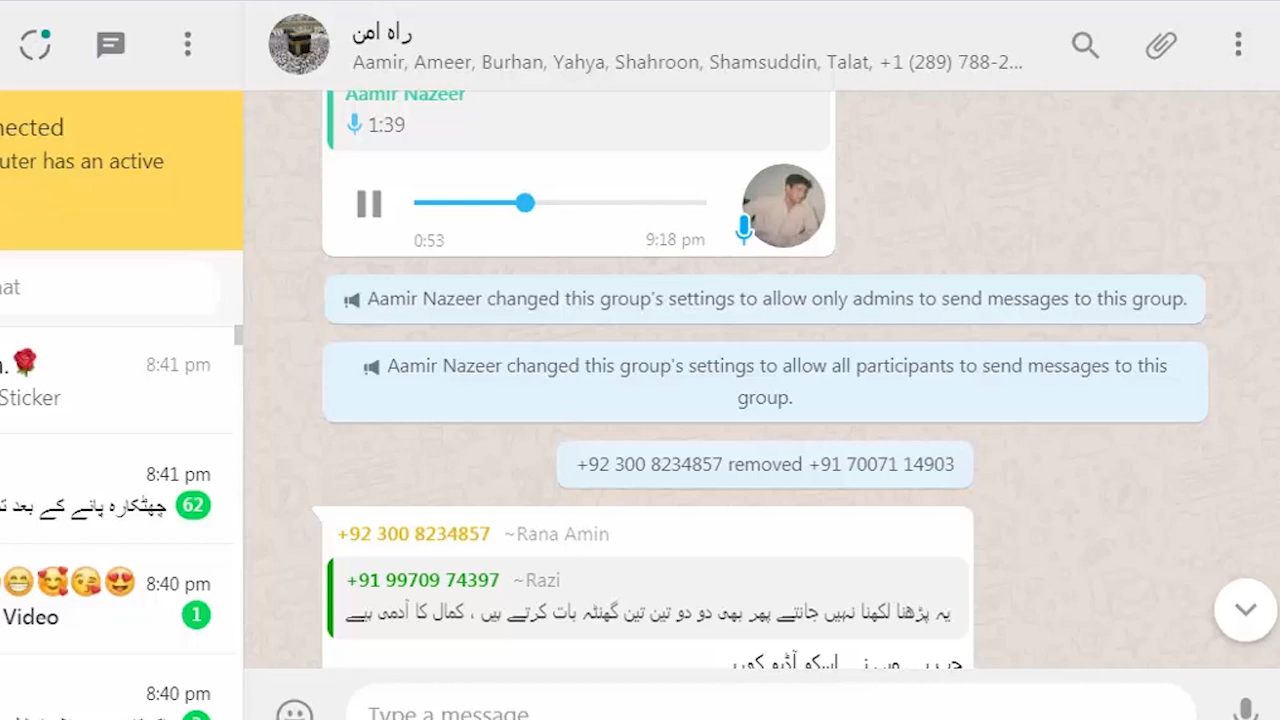 راہ امن
Aamir, Ameer, Burhan, Yahya, Shahroon, Shamsuddin, Talat, +1 (289) 788-2...
nected
uter has an active
at
8:41 pm
Sticker
8:41 pm
چھٹکارہ پانے کے بعد
62
8:40 pm
Video
1
8:40 pm
Aamir Nazeer
1:39
0:53
9:18 pm
Aamir Nazeer changed this group's settings to allow only admins to send messages to this group.
Aamir Nazeer changed this group's settings to allow all participants to send messages to this
group.
+92 300 8234857 removed +91 70071 14903
+92 300 8234857 ~Rana Amin
+91 99709 74397 ~Razi
یہ پڑھنا لکھنا نہیں جانتے پھر بھی دو دو تین تین گھنٹہ بات کرتے ہیں ، کمال کا آدمی ہیے
Type a message